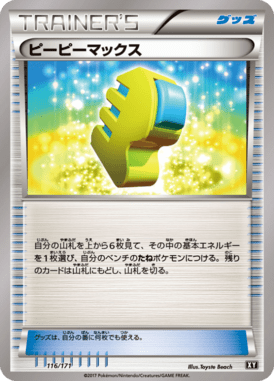 TRAINER'S
グッズ
ピーピーマックス
自分の山札を上から6枚見て、その中の基本エネルギー
を1枚選び、自分のベンチのたねポケモンにつける。残り
のカードは山札にもどし、山札を切る。
グッズは、自分の番に何枚でも使える。
116/171
Illus.Toyste Beach
XY
©2017 Pokémon/Nintendo/Creatures/GAME FREAK.